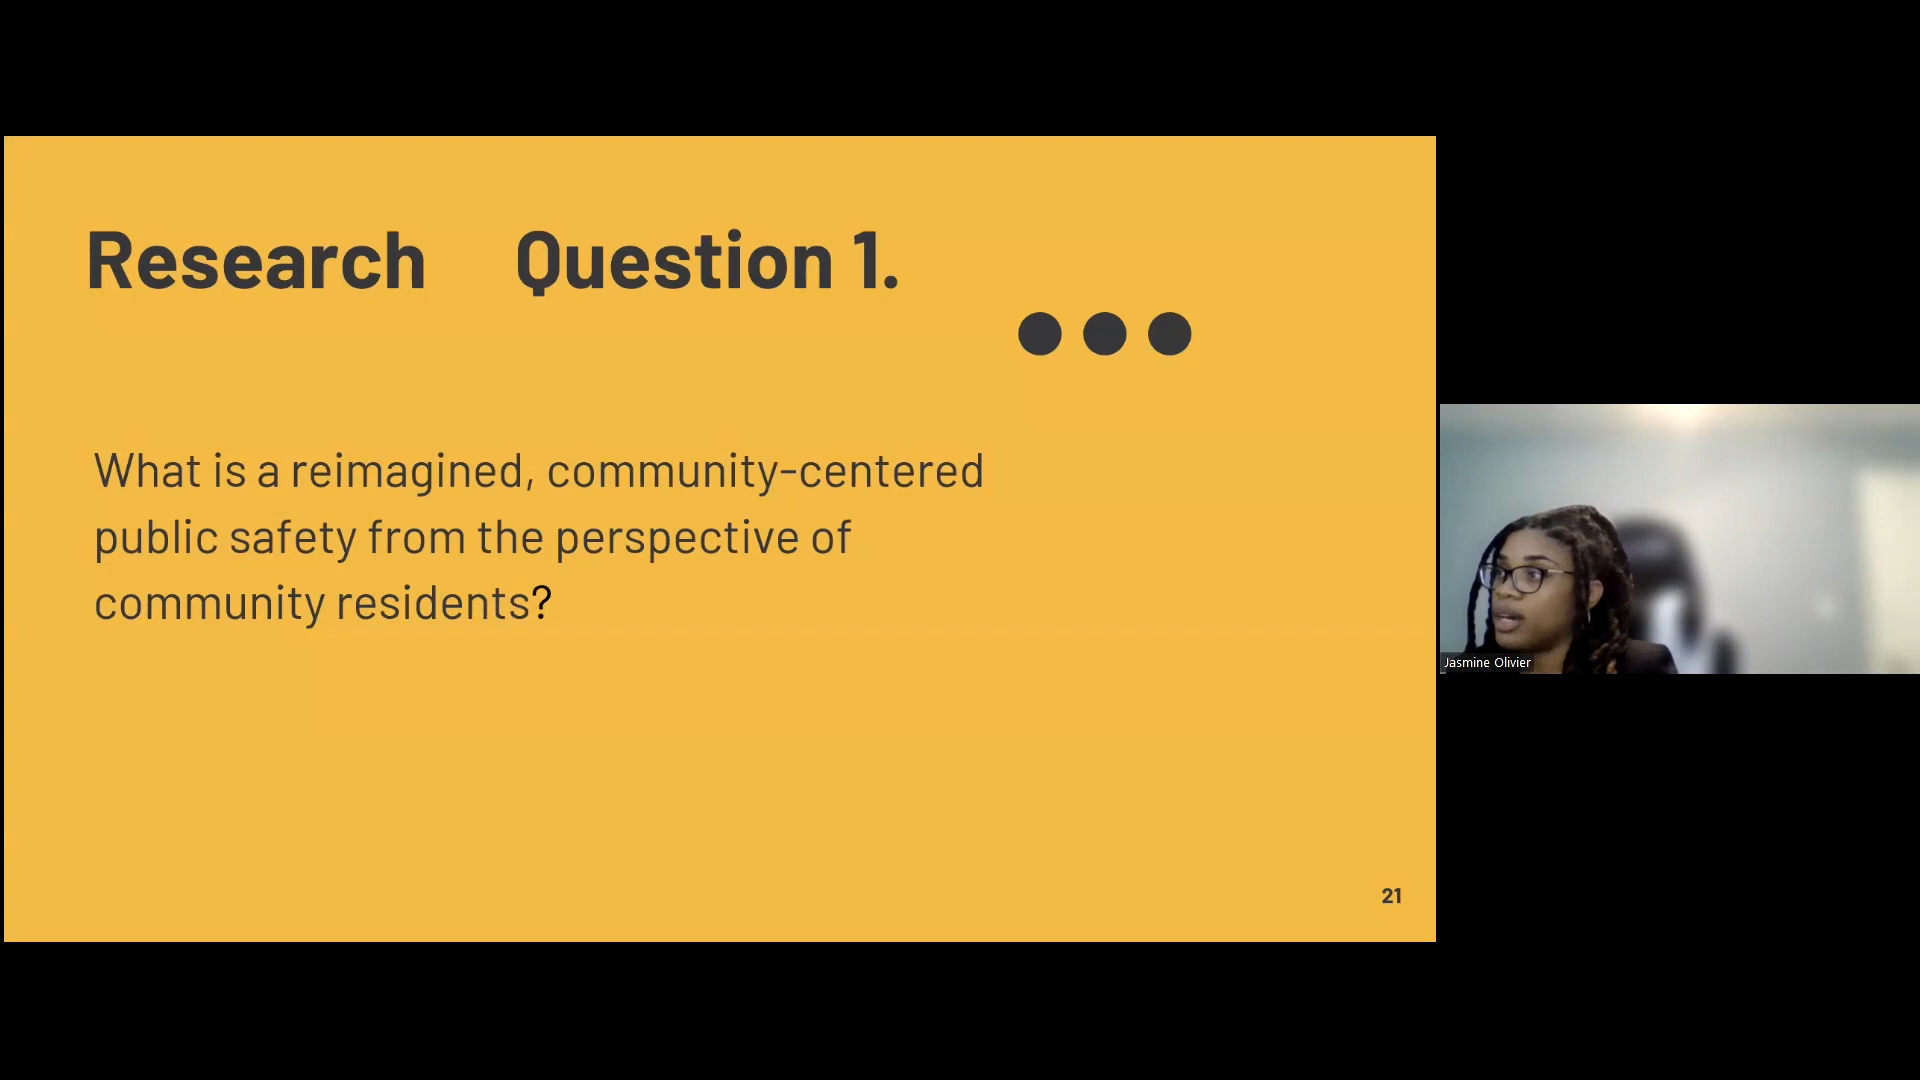 Research Question 1.
What is a reimagined, community-centered
public safety from the perspective of
community residents?
21
Jasmine Olivier